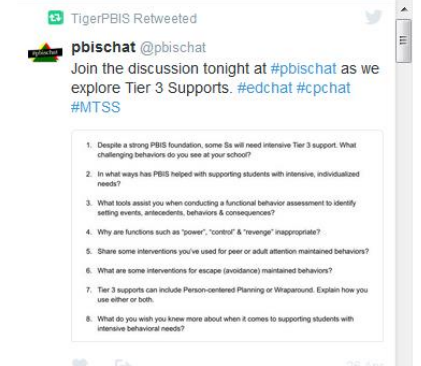 TigerPBIS Retweeted
pbischat @pbischat
Join the discussion tonight at #pbischat as we
explore Tier 3 Supports. #edchat #cpchat
#MTSS
1. Despite a strong PBIS foundation, some Ss will need intensive Tier 3 support. What
challenging behaviors do you see at your school?
2. In what ways has PBIS helped with supporting students with intensive, individualized
needs?
3. What tools assist you when conducting a functional behavior assessment to identify
setting events, antecedents, behaviors & consequences?
4. Why are functions such as "power", "control" & "revenge" inappropriate?
5. Share some interventions you've used for peer or adult attention maintained behaviors?
6. What are some interventions for escape (avoidance) maintained behaviors?
7. Tier 3 supports can include Person-centered Planning or Wraparound. Explain how you
use either or both.
8. What do you wish you knew more about when it comes to supporting students with
intensive behavioral needs?